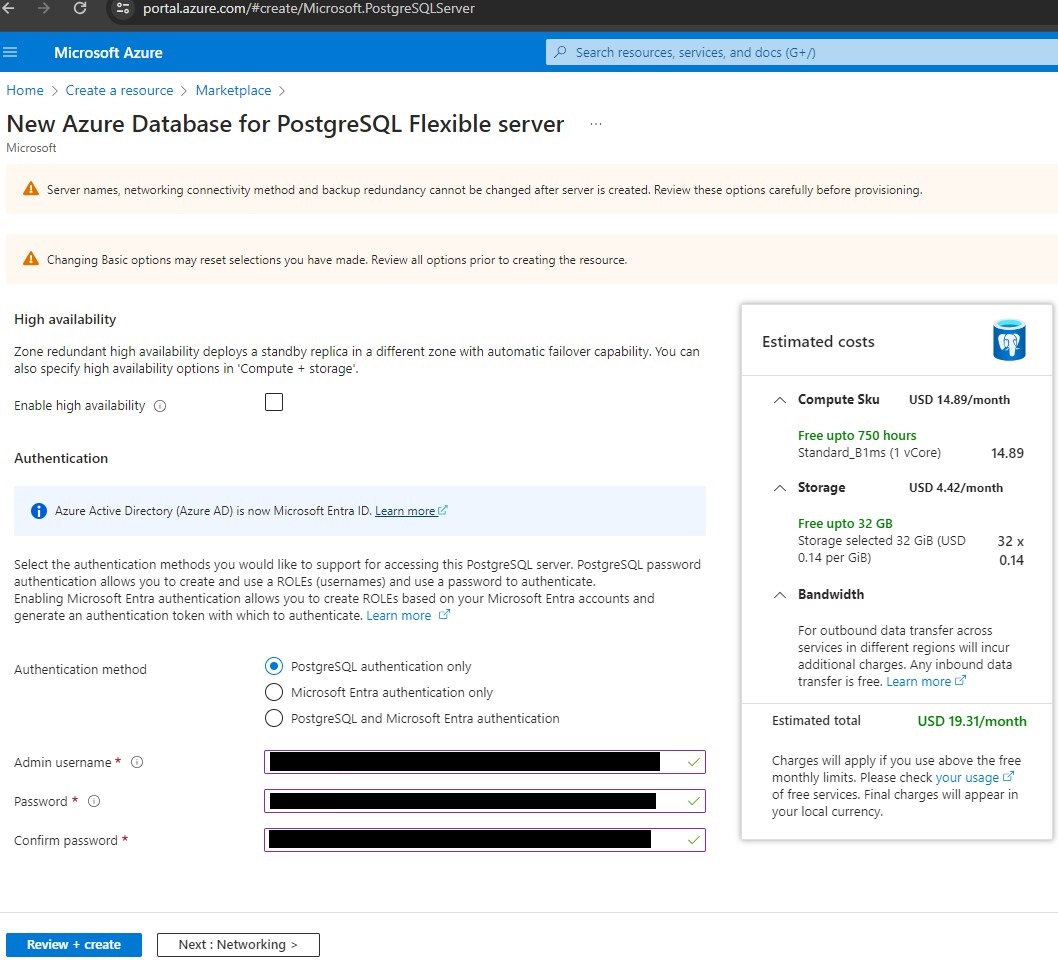 portal.azure.com/#create/Microsoft.PostgreSQLServer
Microsoft Azure
Search resources, services, and docs (G+/)
Home > Create a resource > Marketplace >
New Azure Database for PostgreSQL Flexible server ...
Microsoft
Server names, networking connectivity method and backup redundancy cannot be changed after server is created. Review these options carefully before provisioning.
Changing Basic options may reset selections you have made. Review all options prior to creating the resource.
High availability
Zone redundant high availability deploys a standby replica in a different zone with automatic failover capability. You can
also specify high availability options in 'Compute + storage'.
Enable high availability
Authentication
Azure Active Directory (Azure AD) is now Microsoft Entra ID. Learn more
Select the authentication methods you would like to support for accessing this PostgreSQL server. PostgreSQL password
authentication allows you to create and use a ROLEs (usernames) and use a password to authenticate.
Enabling Microsoft Entra authentication allows you to create ROLEs based on your Microsoft Entra accounts and
generate an authentication token with which to authenticate. Learn more
Authentication method
PostgreSQL authentication only
Microsoft Entra authentication only
PostgreSQL and Microsoft Entra authentication
Admin username *
Password *
Confirm password *
Estimated costs
Compute Sku USD 14.89/month
Free upto 750 hours
Standard_B1ms (1 vCore) 14.89
Storage USD 4.42/month
Free upto 32 GB
Storage selected 32 GiB (USD 32 x
0.14 per GiB) 0.14
Bandwidth
For outbound data transfer across
services in different regions will incur
additional charges. Any inbound data
transfer is free. Learn more
Estimated total USD 19.31/month
Charges will apply if you use above the free
monthly limits. Please check your usage
of free services. Final charges will appear in
your local currency.
Review + create
Next : Networking >